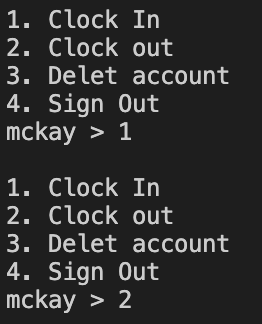 1. Clock In
2. Clock out
3. Delet account
4. Sign Out
mckay > 1

1. Clock In
2. Clock out
3. Delet account
4. Sign Out
mckay > 2